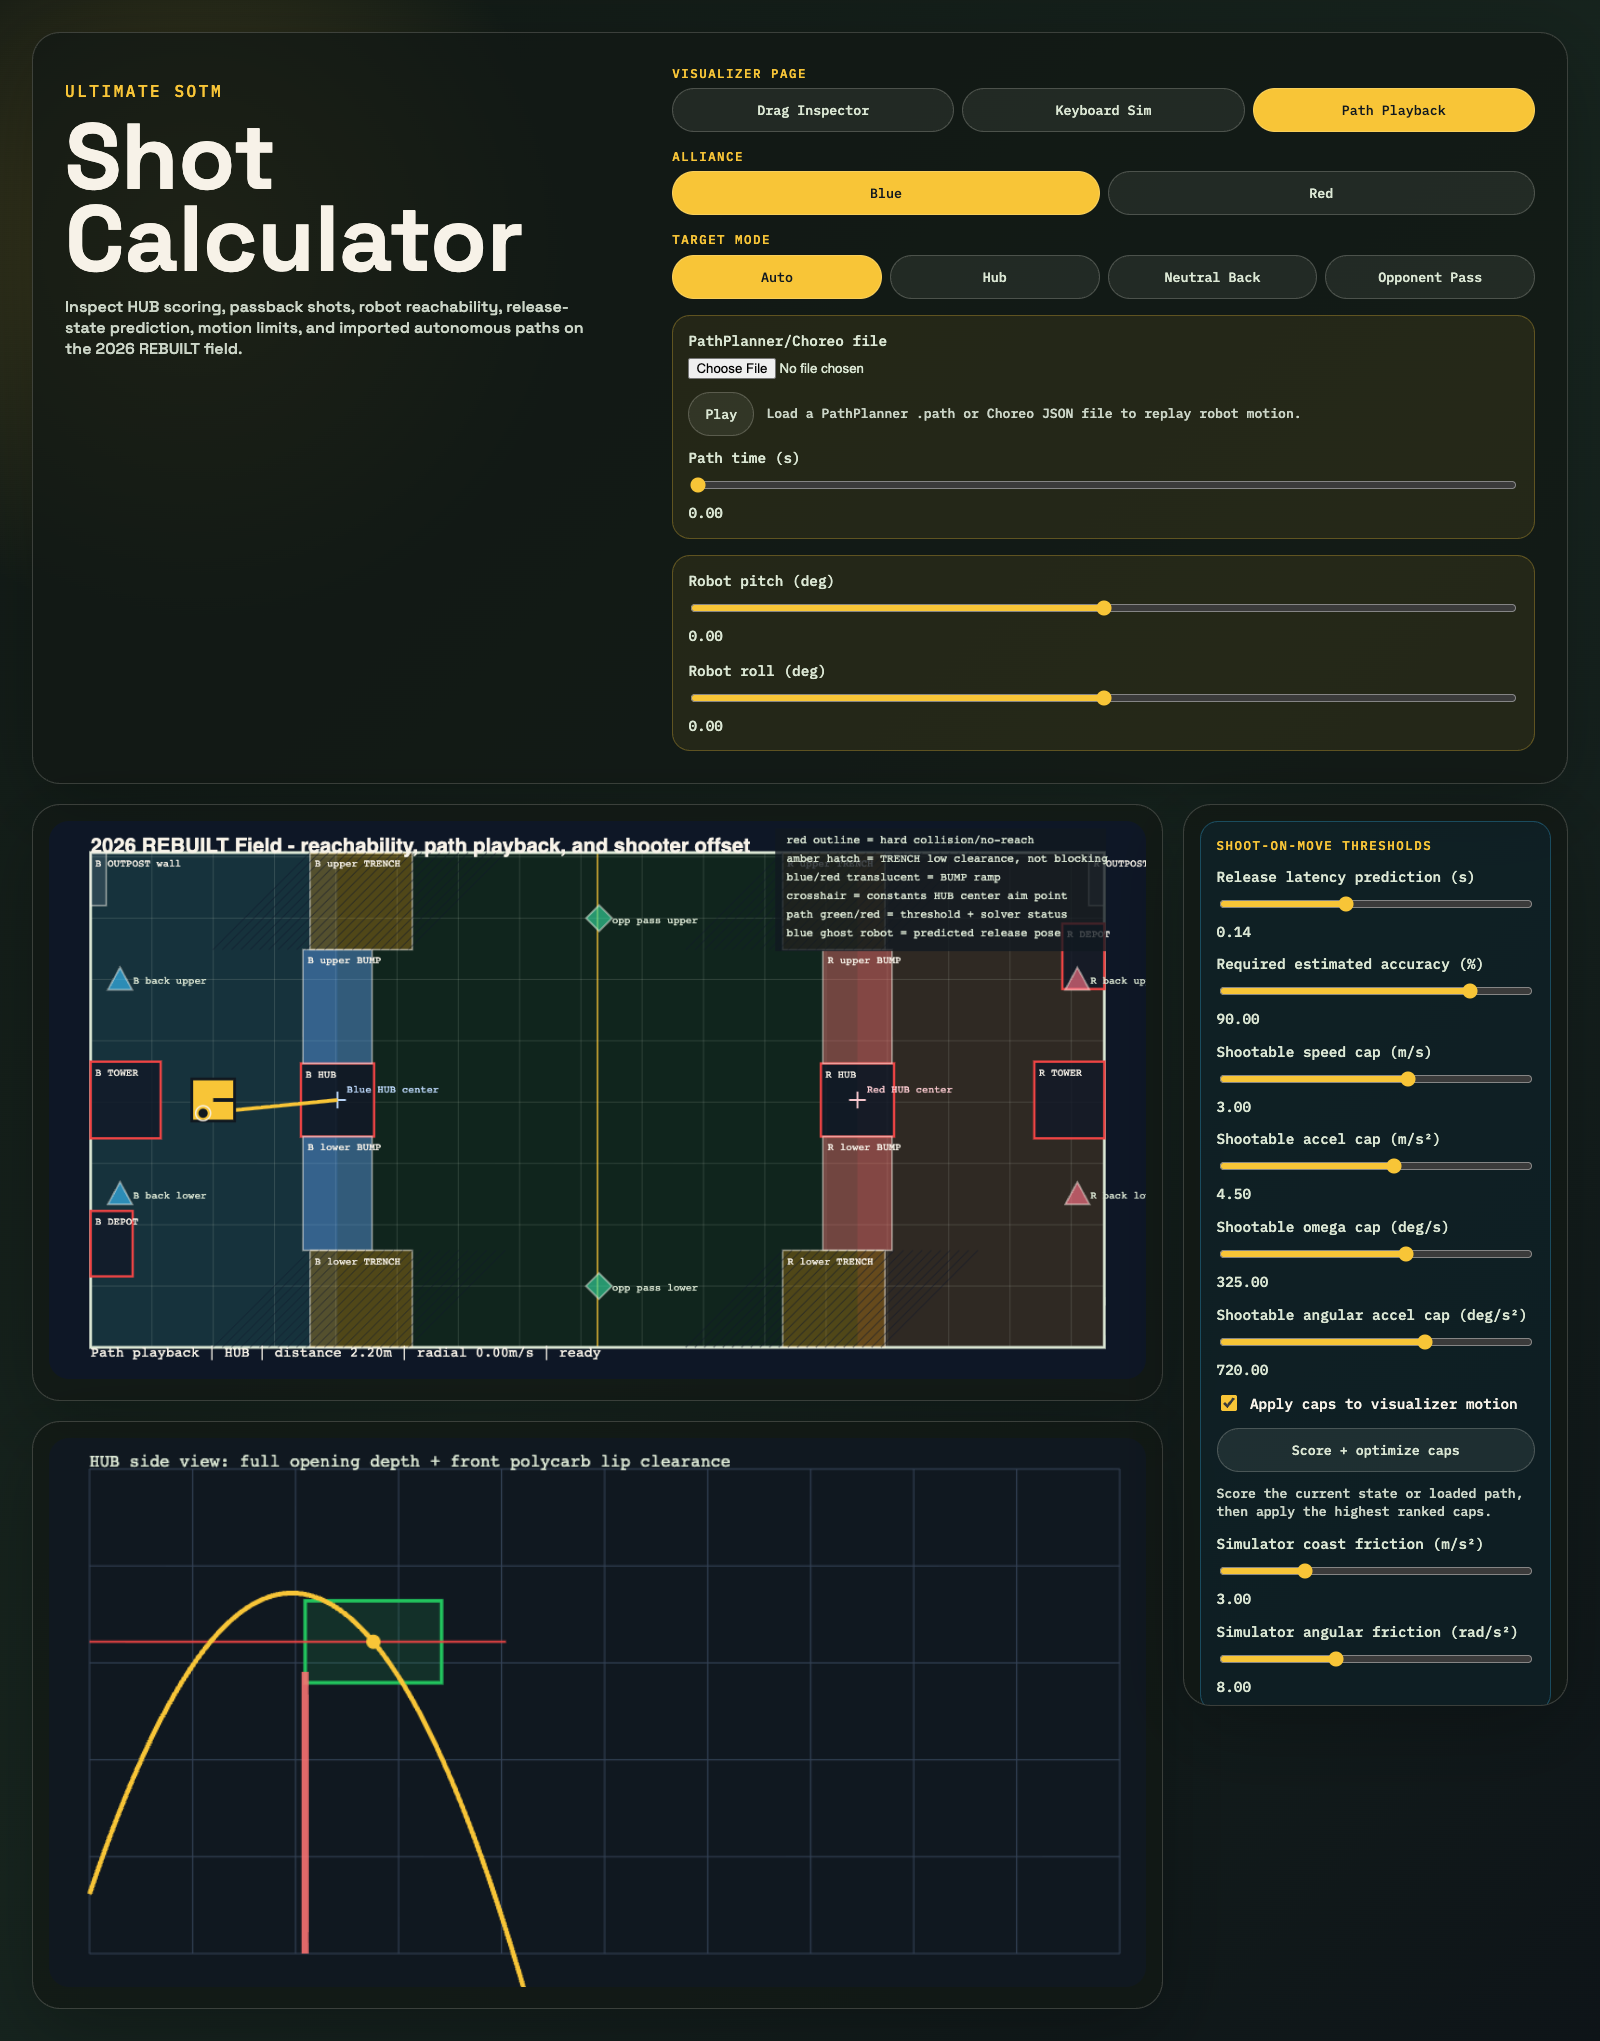 ULTIMATE SOTM
Shot
Calculator
Inspect HUB scoring, passback shots, robot reachability, release-
state prediction, motion limits, and imported autonomous paths on
the 2026 REBUILT field.
VISUALIZER PAGE
Drag Inspector
Keyboard Sim
Path Playback
ALLIANCE
Blue
Red
TARGET MODE
Auto
Hub
Neutral Back
Opponent Pass
PathPlanner/Choreo file
Choose File No file chosen
Play
Load a PathPlanner .path or Choreo JSON file to replay robot motion.
Path time (s)
0.00
Robot pitch (deg)
0.00
Robot roll (deg)
0.00
2026 REBUILT Field - reachability, path playback, and shooter offset
red outline = hard collision/no-reach
amber hatch = TRENCH low clearance, not blocking
blue/red translucent = BUMP ramp
crosshair = constants HUB center aim point
path green/red = threshold + solver status
blue ghost robot = predicted release pose
B OUTPOST wall
B upper TRENCH
R upper TRENCH
OUTPOST
opp pass upper
R DEPOT
B upper BUMP
R upper BUMP
B back upper
R back up
B TOWER
B HUB
Blue HUB center
R HUB
Red HUB center
R TOWER
B lower BUMP
R lower BUMP
B back lower
R back lo
B DEPOT
B lower TRENCH
R lower TRENCH
opp pass lower
Path playback | HUB | distance 2.20m | radial 0.00m/s | ready
HUB side view: full opening depth + front polycarb lip clearance
SHOOT-ON-MOVE THRESHOLDS
Release latency prediction (s)
0.14
Required estimated accuracy (%)
90.00
Shootable speed cap (m/s)
3.00
Shootable accel cap (m/s²)
4.50
Shootable omega cap (deg/s)
325.00
Shootable angular accel cap (deg/s²)
720.00
Apply caps to visualizer motion
Score + optimize caps
Score the current state or loaded path,
then apply the highest ranked caps.
Simulator coast friction (m/s²)
3.00
Simulator angular friction (rad/s²)
8.00